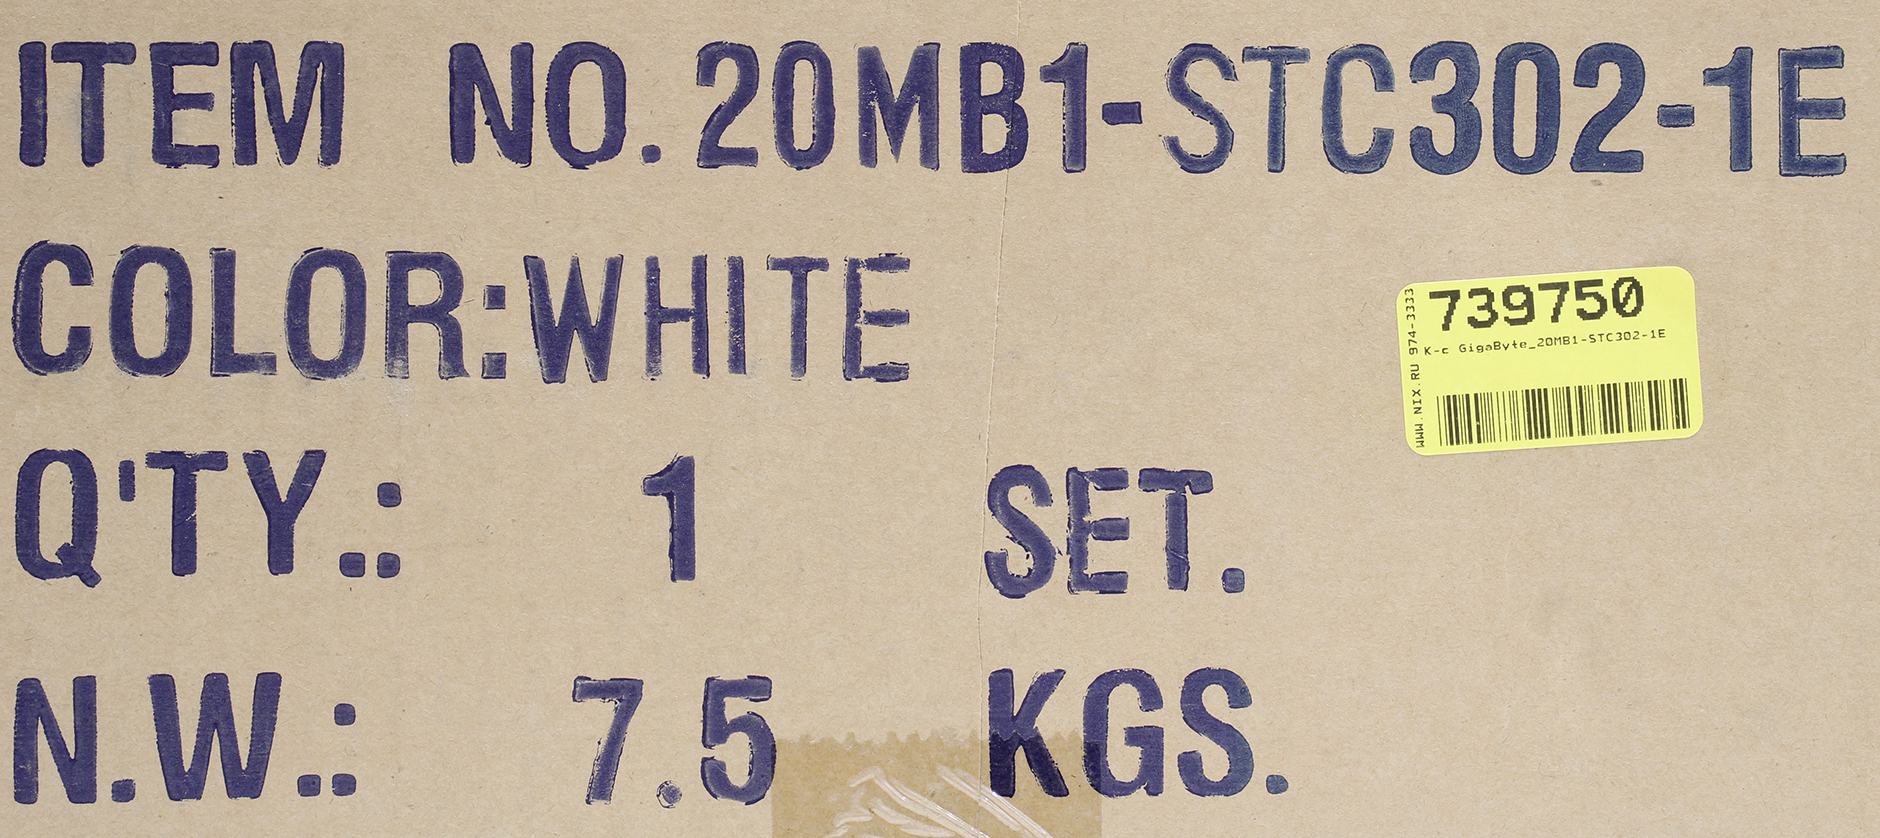 ITEM NO. 20MB1-STC302-1E
COLOR:WHITE
739750
K-c GigaByte_20MB1-STC302-1E
WWW.NIX.RU 974-3333
Q'TY.: 1 SET.
N.W.: 7.5 KGS.